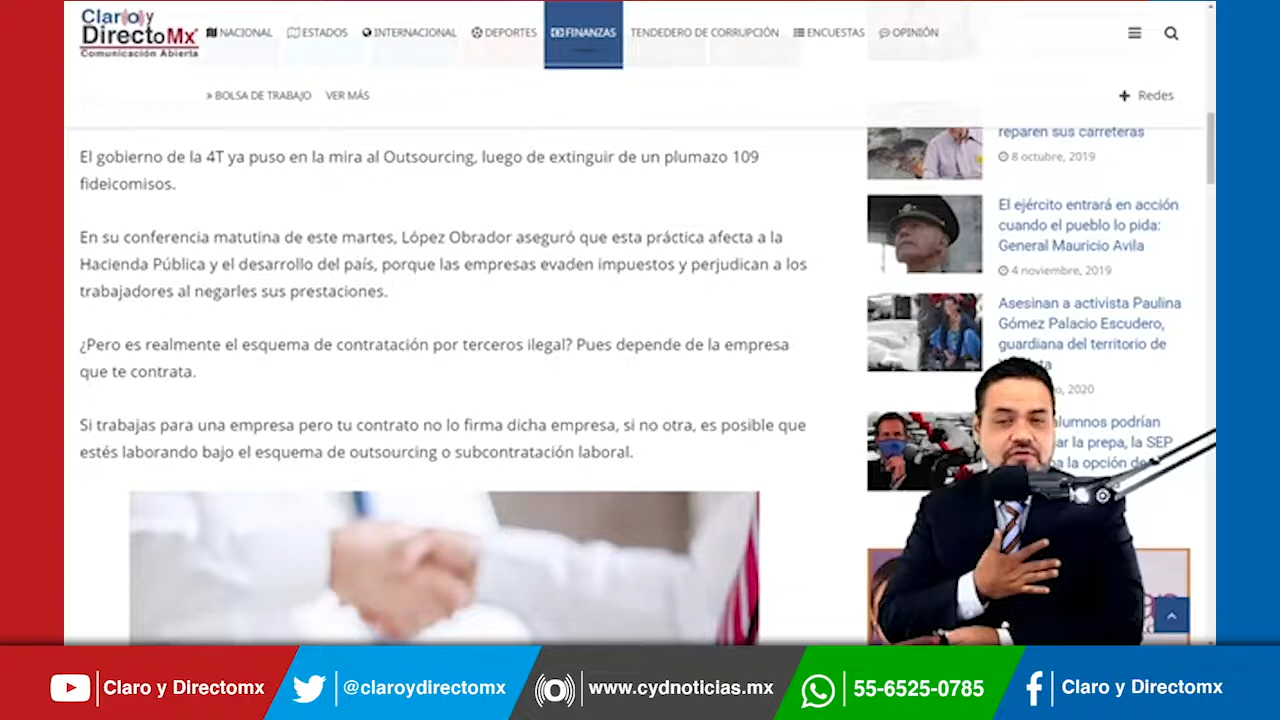 Claro y
DirectoMx
Comunicación Abierta
NACIONAL
ESTADOS
INTERNACIONAL
DEPORTES
FINANZAS
TENDEDERO DE CORRUPCIÓN
ENCUESTAS
OPINIÓN
» BOLSA DE TRABAJO
VER MÁS
+ Redes
El gobierno de la 4T ya puso en la mira al Outsourcing, luego de extinguir de un plumazo 109
fideicomisos.
En su conferencia matutina de este martes, López Obrador aseguró que esta práctica afecta a la
Hacienda Pública y el desarrollo del país, porque las empresas evaden impuestos y perjudican a los
trabajadores al negarles sus prestaciones.
¿Pero es realmente el esquema de contratación por terceros ilegal? Pues depende de la empresa
que te contrata.
Si trabajas para una empresa pero tu contrato no lo firma dicha empresa, si no otra, es posible que
estés laborando bajo el esquema de outsourcing o subcontratación laboral.
reparen sus carreteras
8 octubre, 2019
El ejército entrará en acción
cuando el pueblo lo pida:
General Mauricio Avila
4 noviembre, 2019
Asesinan a activista Paulina
Gómez Palacio Escudero,
guardiana del territorio de
2020
alumnos podrían
la prepa, la SEP
la opción de
Claro y Directomx
@claroydirectomx
www.cydnoticias.mx
55-6525-0785
Claro y Directomx